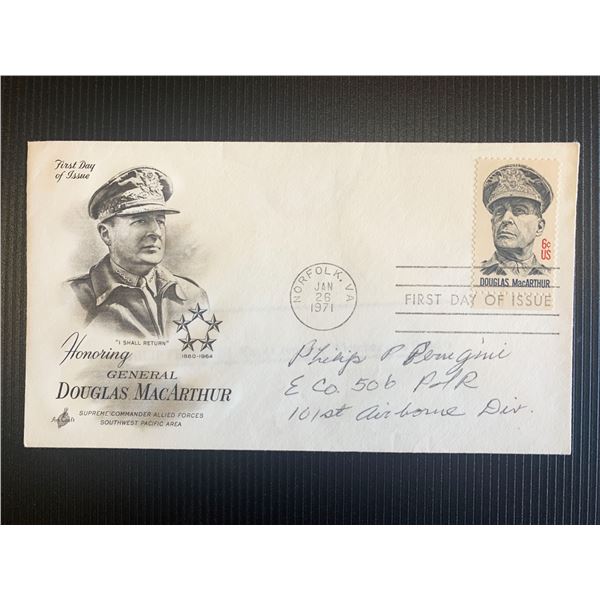 First Day
of Issue
"I SHALL RETURN"
1880-1964
Honoring
GENERAL
DOUGLAS MACARTHUR
SUPREME COMMANDER ALLIED FORCES
SOUTHWEST PACIFIC AREA
ArtCraft
NORFOLK, VA
JAN
26
1971
6c
US
DOUGLAS MacARTHUR
FIRST DAY OF ISSUE
Philip P Perugini
E Co. 506 PIR
101st Airborne Div.